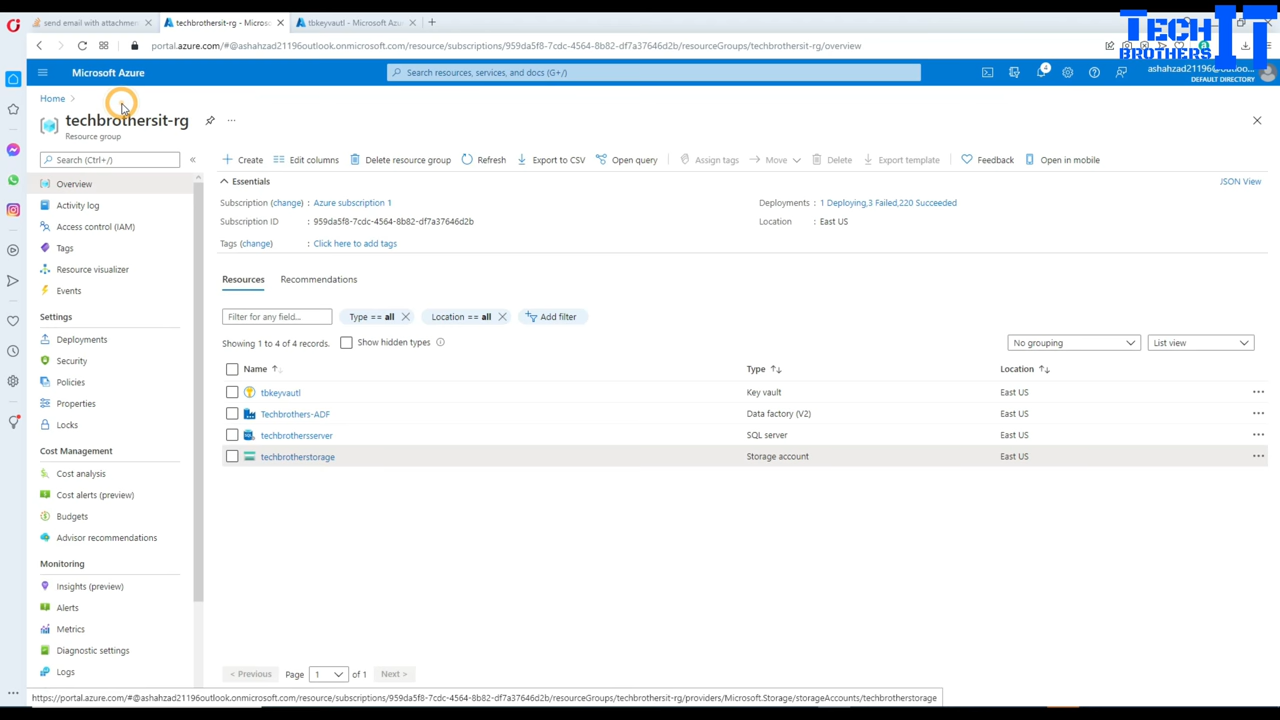 send email with attachmen
techbrothersit-rg - Micros
tbkeyvautl - Microsoft Azu
TECH IT
BROTHERS
portal.azure.com/#@ashahzad21196outlook.onmicrosoft.com/resource/subscriptions/959da5f8-7cdc-4564-8b82-df7a37646d2b/resourceGroups/techbrothersit-rg/overview
Microsoft Azure
Search resources, services, and docs (G+/)
4
ashahzad21196@outloo...
DEFAULT DIRECTORY
Home >
techbrothersit-rg
...
Resource group
Search (Ctrl+/)
«
Create
Edit columns
Delete resource group
Refresh
Export to CSV
Open query
Assign tags
Move
Delete
Export template
Feedback
Open in mobile
Overview
Activity log
Access control (IAM)
Tags
Resource visualizer
Events
Settings
Deployments
Security
Policies
Properties
Locks
Cost Management
Cost analysis
Cost alerts (preview)
Budgets
Advisor recommendations
Monitoring
Insights (preview)
Alerts
Metrics
Diagnostic settings
Logs
Essentials
JSON View
Subscription (change) : Azure subscription 1
Deployments : 1 Deploying,3 Failed,220 Succeeded
Subscription ID : 959da5f8-7cdc-4564-8b82-df7a37646d2b
Location : East US
Tags (change) : Click here to add tags
Resources
Recommendations
Filter for any field...
Type == all
Location == all
Add filter
Showing 1 to 4 of 4 records.
Show hidden types
No grouping
List view
Name
Type
Location
tbkeyvautl
Key vault
East US
...
Techbrothers-ADF
Data factory (V2)
East US
...
techbrothersserver
SQL server
East US
...
techbrotherstorage
Storage account
East US
...
< Previous
Page
1
of 1
Next >
https://portal.azure.com/#@ashahzad21196outlook.onmicrosoft.com/resource/subscriptions/959da5f8-7cdc-4564-8b82-df7a37646d2b/resourceGroups/techbrothersit-rg/providers/Microsoft.Storage/storageAccounts/techbrotherstorage